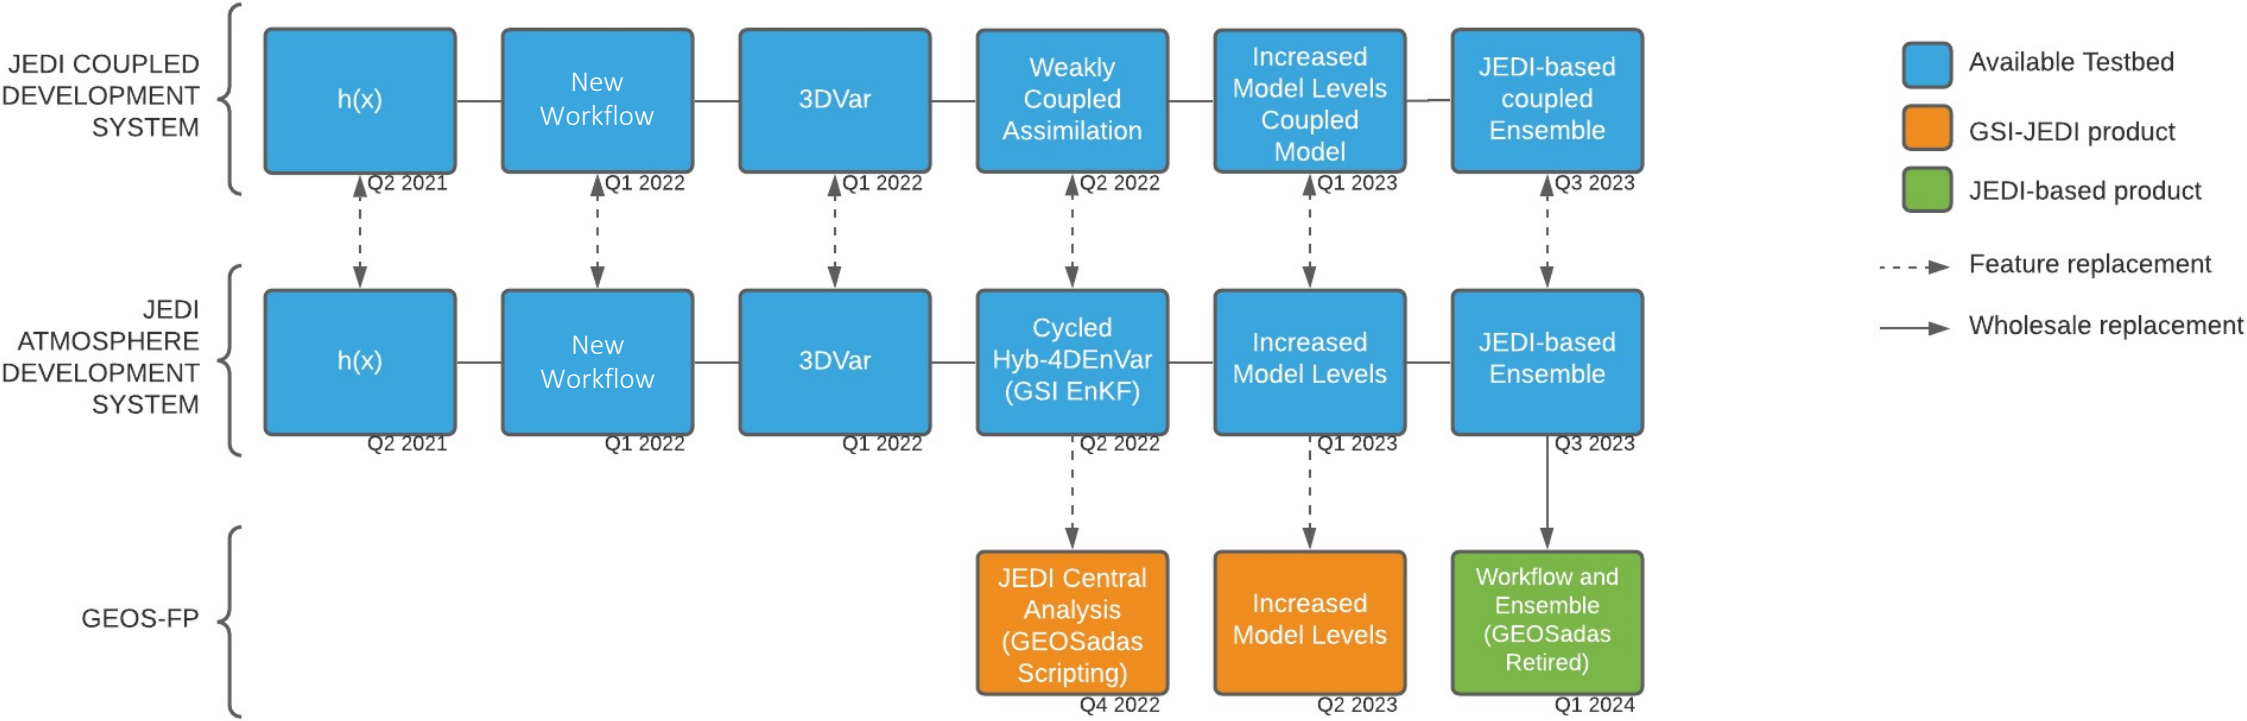 JEDI COUPLED
DEVELOPMENT
SYSTEM
h(x)
Q2 2021
New
Workflow
Q1 2022
3DVar
Q1 2022
Weakly
Coupled
Assimilation
Q2 2022
Increased
Model Levels
Coupled
Model
Q1 2023
JEDI-based
coupled
Ensemble
Q3 2023
JEDI
ATMOSPHERE
DEVELOPMENT
SYSTEM
h(x)
Q2 2021
New
Workflow
Q1 2022
3DVar
Q1 2022
Cycled
Hyb-4DEnVar
(GSI EnKF)
Q2 2022
Increased
Model Levels
Q1 2023
JEDI-based
Ensemble
Q3 2023
GEOS-FP
JEDI Central
Analysis
(GEOSadas
Scripting)
Q4 2022
Increased
Model Levels
Q2 2023
Workflow and
Ensemble
(GEOSadas
Retired)
Q1 2024
Available Testbed
GSI-JEDI product
JEDI-based product
Feature replacement
Wholesale replacement